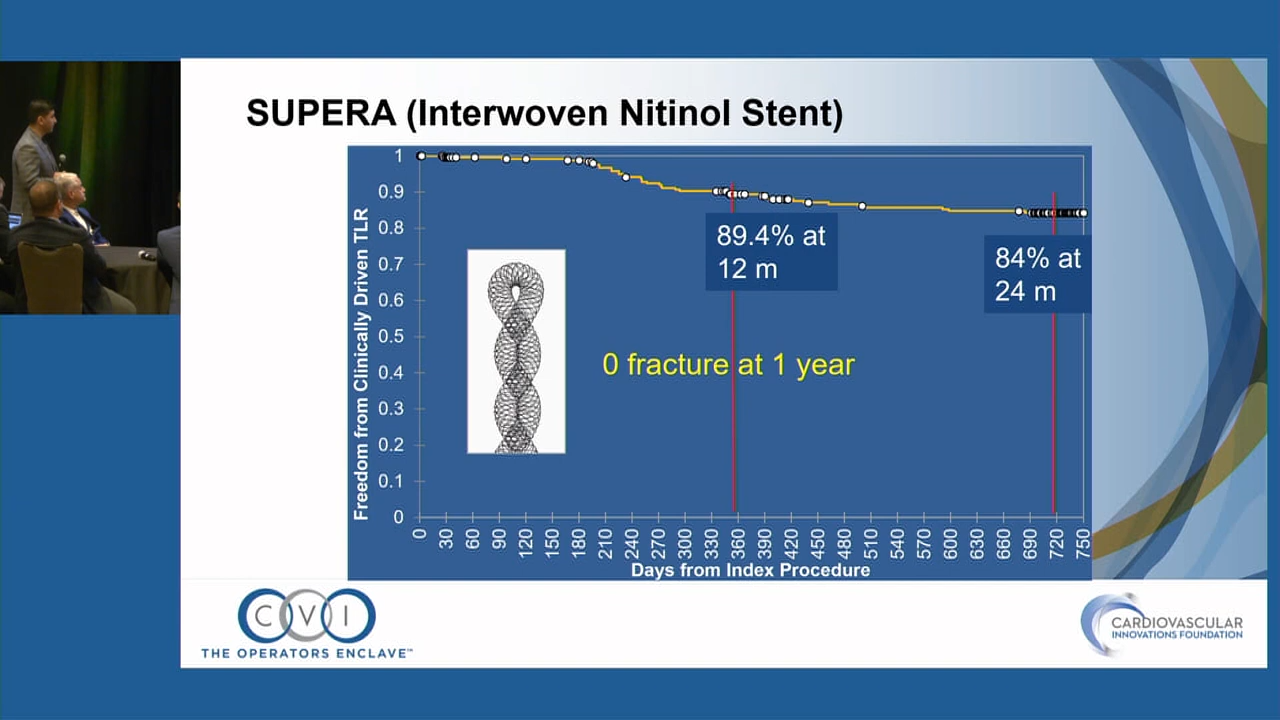 SUPERA (Interwoven Nitinol Stent)
Freedom from Clinically Driven TLR
1
0.9
0.8
0.7
0.6
0.5
0.4
0.3
0.2
0.1
0
89.4% at
12 m
84% at
24 m
0 fracture at 1 year
0 30 60 90 120 150 180 210 240 270 300 330 360 390 420 450 480 510 540 570 600 630 660 690 720 750
Days from Index Procedure
CVI
THE OPERATORS ENCLAVE™
CARDIOVASCULAR
INNOVATIONS FOUNDATION